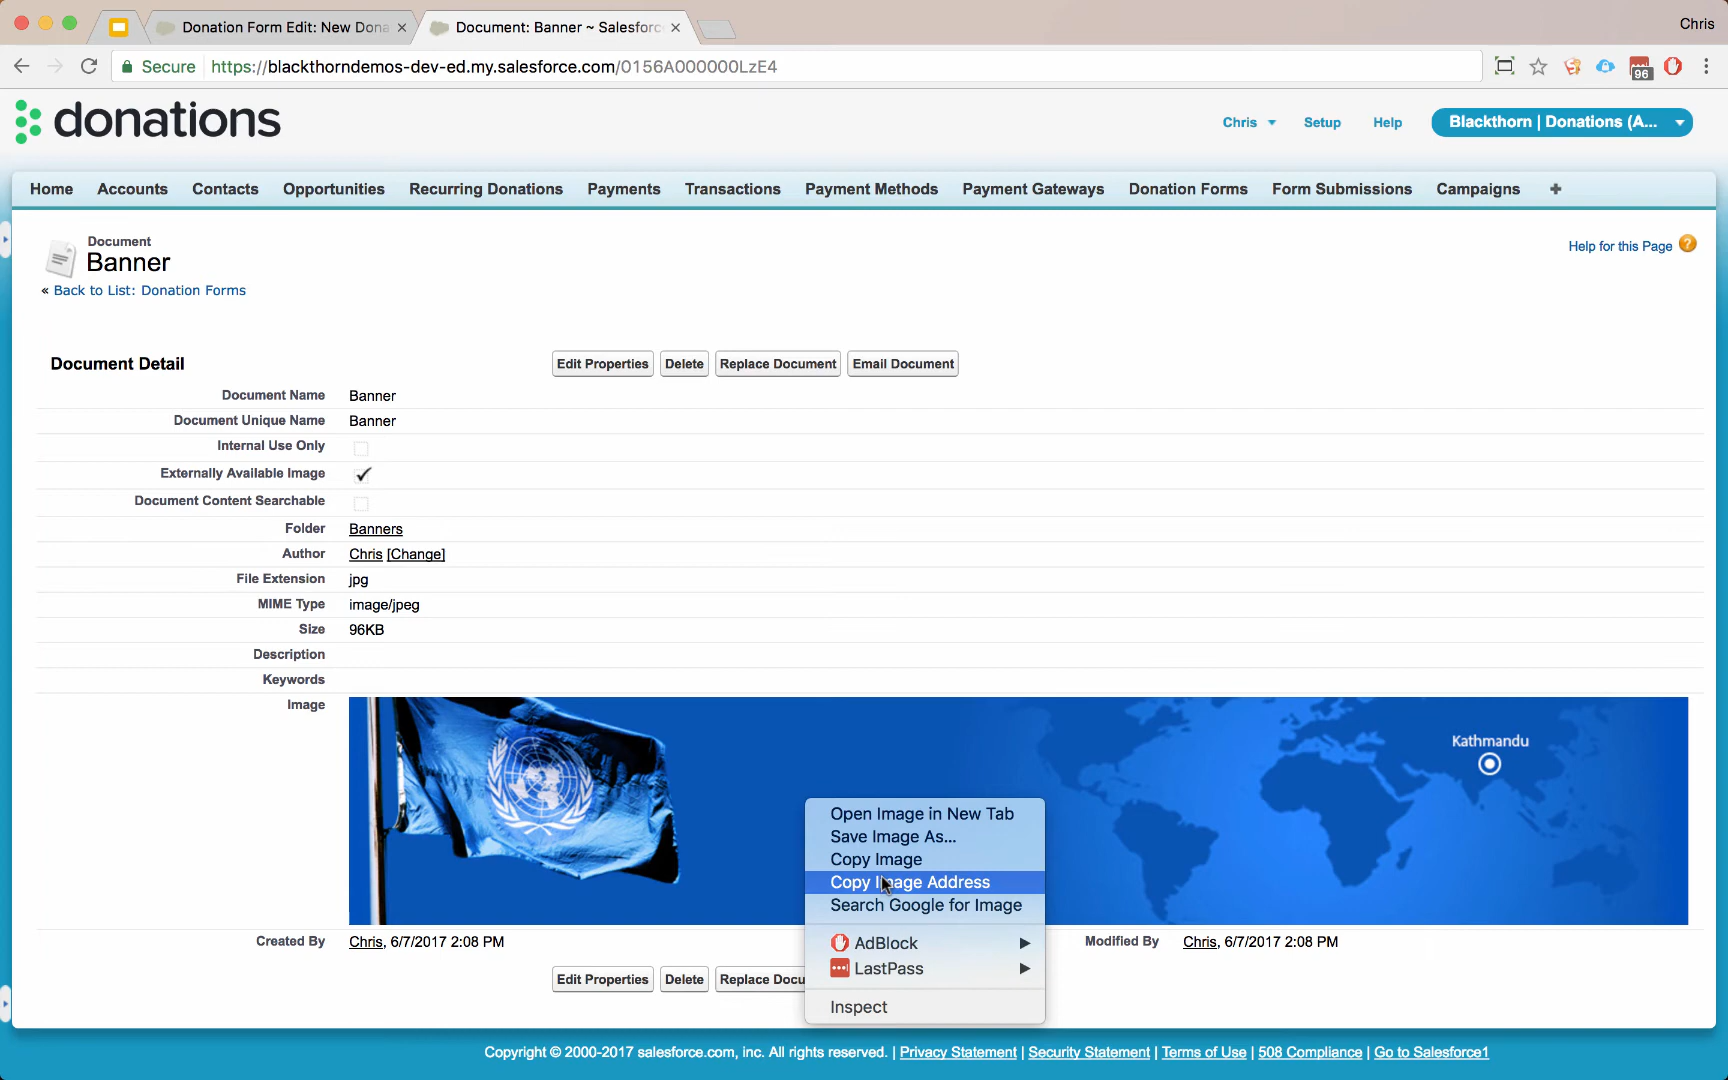 Donation Form Edit: New Dona
Document: Banner ~ Salesforc
Chris
Secure
https://blackthorndemos-dev-ed.my.salesforce.com/0156A000000LzE4
96
donations
Chris
Setup
Help
Blackthorn | Donations (A...
Home
Accounts
Contacts
Opportunities
Recurring Donations
Payments
Transactions
Payment Methods
Payment Gateways
Donation Forms
Form Submissions
Campaigns
+
Document
Banner
« Back to List: Donation Forms
Help for this Page ?
Document Detail
Edit Properties
Delete
Replace Document
Email Document
Document Name Banner
Document Unique Name Banner
Internal Use Only
Externally Available Image
Document Content Searchable
Folder Banners
Author Chris [Change]
File Extension jpg
MIME Type image/jpeg
Size 96KB
Description
Keywords
Image
Kathmandu
Open Image in New Tab
Save Image As...
Copy Image
Copy Image Address
Search Google for Image
AdBlock
LastPass
Inspect
Created By Chris, 6/7/2017 2:08 PM
Modified By Chris, 6/7/2017 2:08 PM
Edit Properties
Delete
Replace Docu
Copyright © 2000-2017 salesforce.com, inc. All rights reserved. | Privacy Statement | Security Statement | Terms of Use | 508 Compliance | Go to Salesforce1